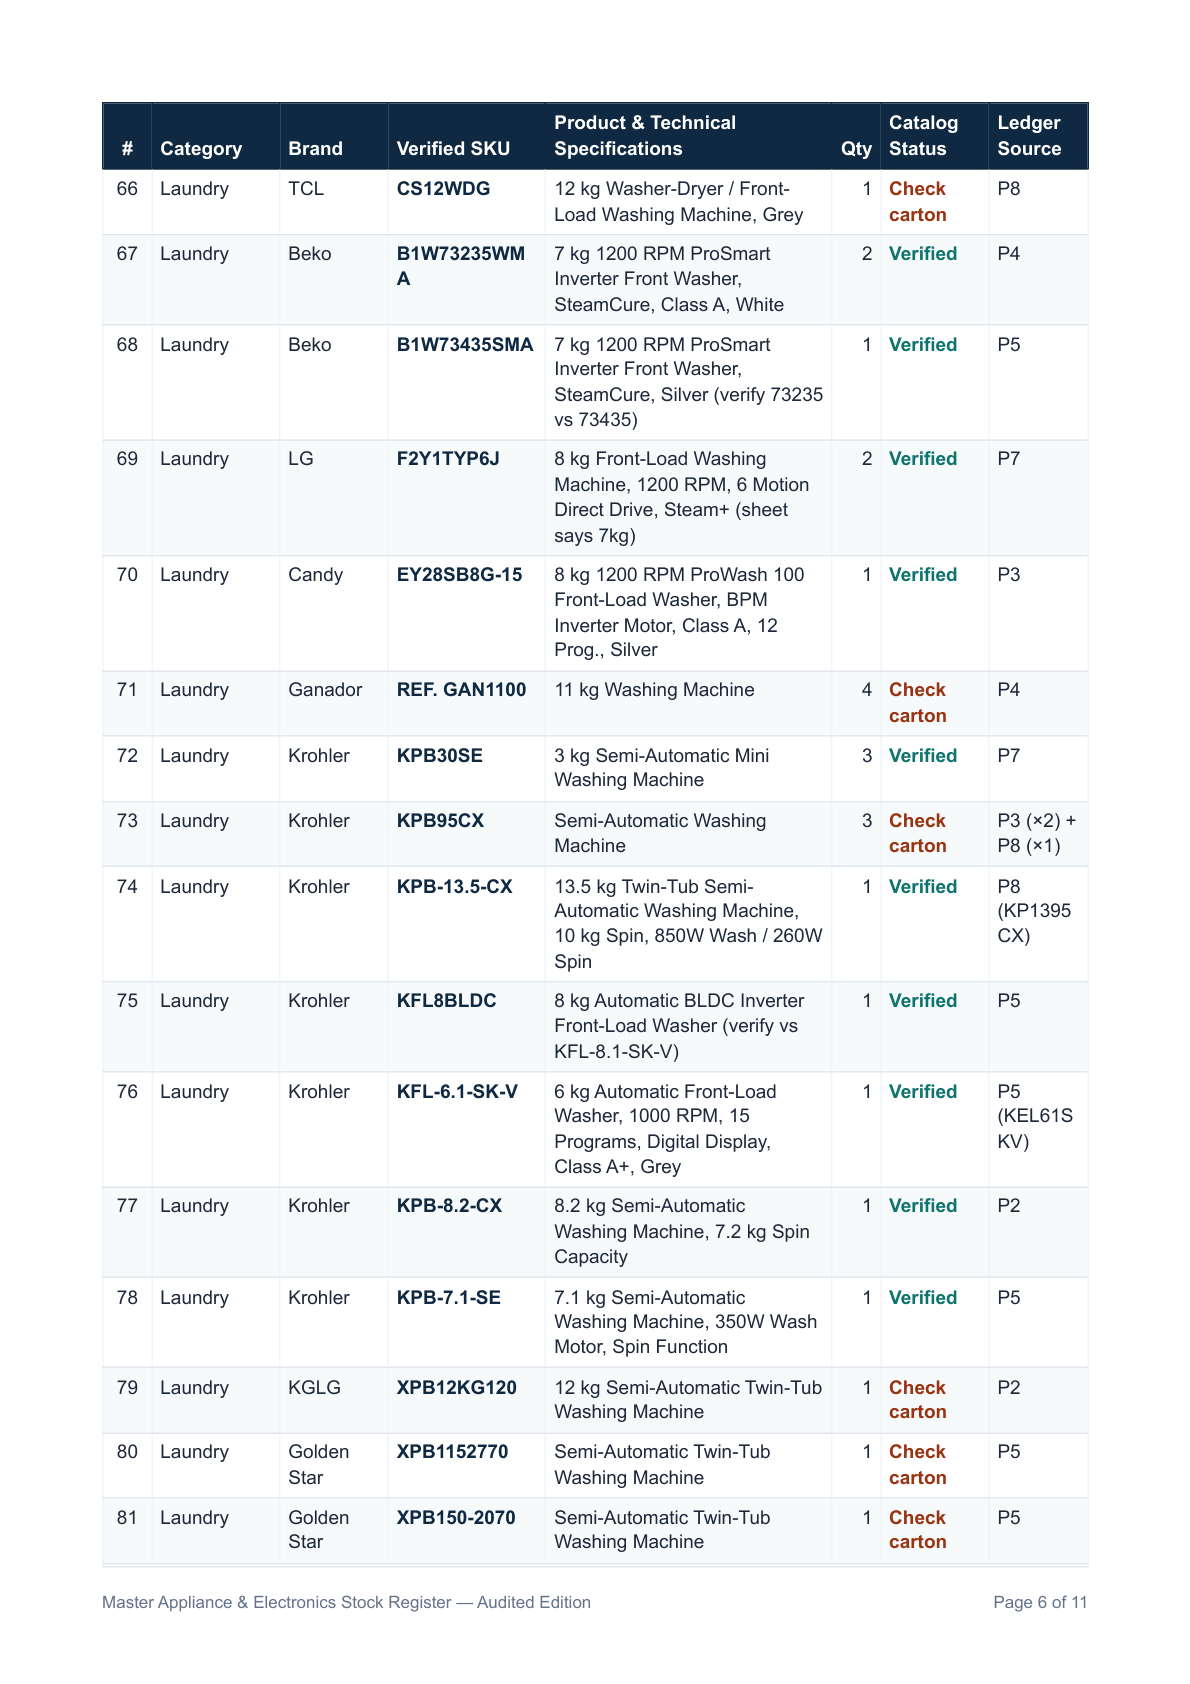 # Category Brand Verified SKU Product & Technical Specifications Qty Catalog Status Ledger Source
66 Laundry TCL CS12WDG 12 kg Washer-Dryer / Front-Load Washing Machine, Grey 1 Check carton P8
67 Laundry Beko B1W73235WMA 7 kg 1200 RPM ProSmart Inverter Front Washer, SteamCure, Class A, White 2 Verified P4
68 Laundry Beko B1W73435SMA 7 kg 1200 RPM ProSmart Inverter Front Washer, SteamCure, Silver (verify 73235 vs 73435) 1 Verified P5
69 Laundry LG F2Y1TYP6J 8 kg Front-Load Washing Machine, 1200 RPM, 6 Motion Direct Drive, Steam+ (sheet says 7kg) 2 Verified P7
70 Laundry Candy EY28SB8G-15 8 kg 1200 RPM ProWash 100 Front-Load Washer, BPM Inverter Motor, Class A, 12 Prog., Silver 1 Verified P3
71 Laundry Ganador REF. GAN1100 11 kg Washing Machine 4 Check carton P4
72 Laundry Krohler KPB30SE 3 kg Semi-Automatic Mini Washing Machine 3 Verified P7
73 Laundry Krohler KPB95CX Semi-Automatic Washing Machine 3 Check carton P3 (×2) + P8 (×1)
74 Laundry Krohler KPB-13.5-CX 13.5 kg Twin-Tub Semi-Automatic Washing Machine, 10 kg Spin, 850W Wash / 260W Spin 1 Verified P8 (KP1395CX)
75 Laundry Krohler KFL8BLDC 8 kg Automatic BLDC Inverter Front-Load Washer (verify vs KFL-8.1-SK-V) 1 Verified P5
76 Laundry Krohler KFL-6.1-SK-V 6 kg Automatic Front-Load Washer, 1000 RPM, 15 Programs, Digital Display, Class A+, Grey 1 Verified P5 (KEL61SKV)
77 Laundry Krohler KPB-8.2-CX 8.2 kg Semi-Automatic Washing Machine, 7.2 kg Spin Capacity 1 Verified P2
78 Laundry Krohler KPB-7.1-SE 7.1 kg Semi-Automatic Washing Machine, 350W Wash Motor, Spin Function 1 Verified P5
79 Laundry KGLG XPB12KG120 12 kg Semi-Automatic Twin-Tub Washing Machine 1 Check carton P2
80 Laundry Golden Star XPB1152770 Semi-Automatic Twin-Tub Washing Machine 1 Check carton P5
81 Laundry Golden Star XPB150-2070 Semi-Automatic Twin-Tub Washing Machine 1 Check carton P5
Master Appliance & Electronics Stock Register — Audited Edition Page 6 of 11